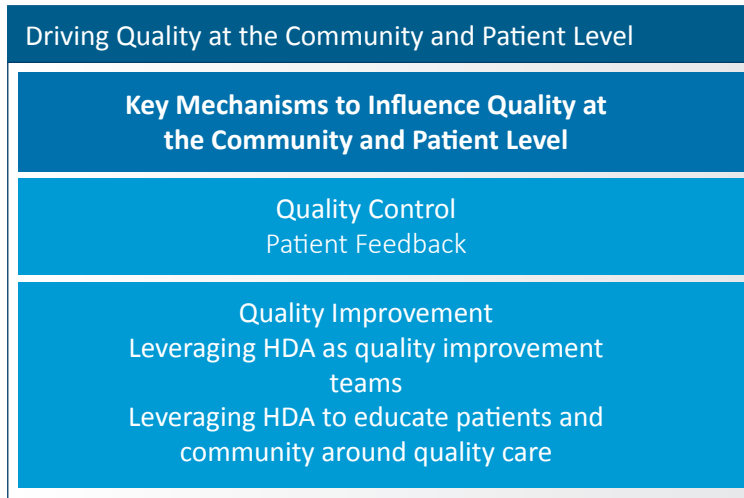 Driving Quality at the Community and Patient Level
Key Mechanisms to Influence Quality at
the Community and Patient Level
Quality Control
Patient Feedback
Quality Improvement
Leveraging HDA as quality improvement
teams
Leveraging HDA to educate patients and
community around quality care